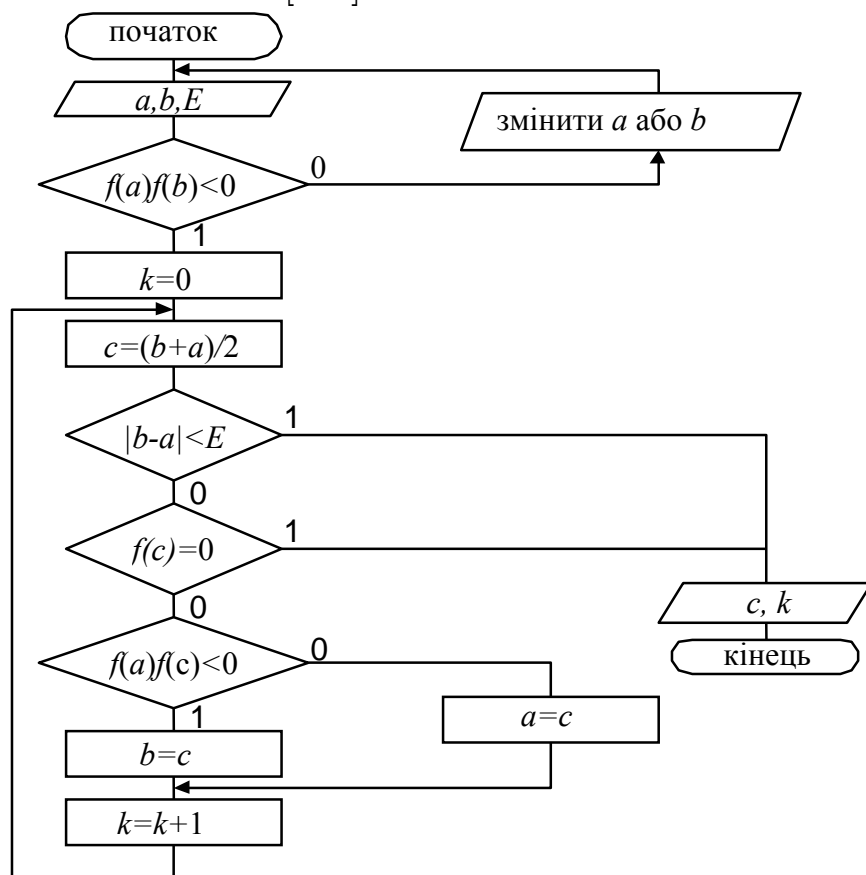 початок
a,b,E
змінити a або b
f(a)f(b)<0
0
1
k=0
c=(b+a)/2
|b-a|<E
1
0
f(c)=0
1
0
c, k
f(a)f(c)<0
0
кінець
1
a=c
b=c
k=k+1